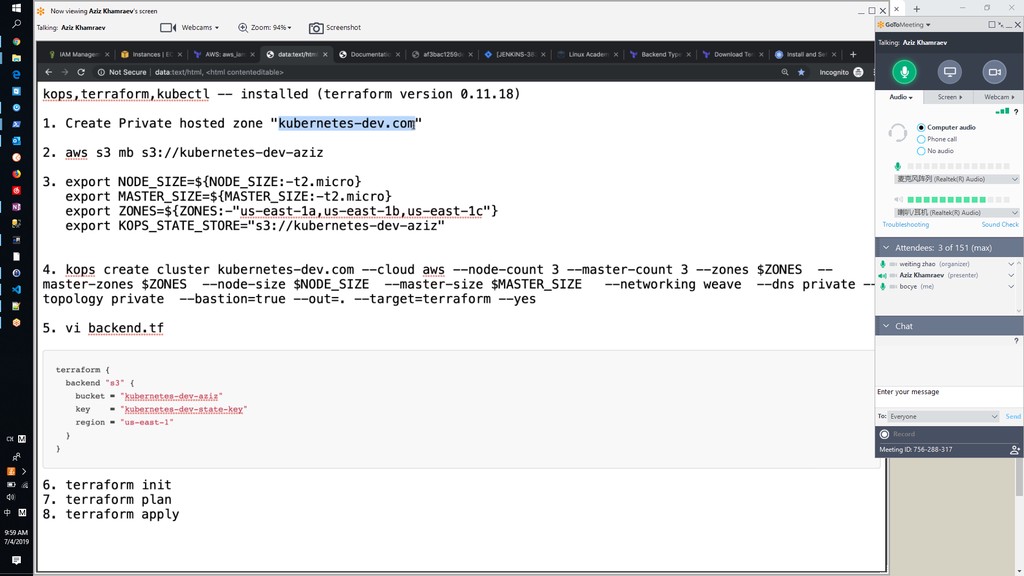 Now viewing Aziz Khamraev's screen
Talking: Aziz Khamraev
Webcams
Zoom: 94%
Screenshot
IAM Managem
Instances | E
AWS: aws_ian
data:text/html
Documentatio
af3bac1259d
[JENKINS-38
Linux Academ
Backend Type
Download Ter
Install and Se
Not Secure | data:text/html, <html contenteditable>
Incognito
kops,terraform,kubectl -- installed (terraform version 0.11.18)
1. Create Private hosted zone "kubernetes-dev.com"
2. aws s3 mb s3://kubernetes-dev-aziz
3. export NODE_SIZE=${NODE_SIZE:-t2.micro}
export MASTER_SIZE=${MASTER_SIZE:-t2.micro}
export ZONES=${ZONES:-"us-east-1a,us-east-1b,us-east-1c"}
export KOPS_STATE_STORE="s3://kubernetes-dev-aziz"
4. kops create cluster kubernetes-dev.com --cloud aws --node-count 3 --master-count 3 --zones $ZONES --
master-zones $ZONES --node-size $NODE_SIZE --master-size $MASTER_SIZE --networking weave --dns private --
topology private --bastion=true --out=. --target=terraform --yes
5. vi backend.tf
terraform {
backend "s3" {
bucket = "kubernetes-dev-aziz"
key = "kubernetes-dev-state-key"
region = "us-east-1"
}
}
6. terraform init
7. terraform plan
8. terraform apply
GoToMeeting
Talking: Aziz Khamraev
Audio
Screen
Webcam
Computer audio
Phone call
No audio
麦克风阵列 (Realtek(R) Audio)
喇叭/耳机 (Realtek(R) Audio)
Troubleshooting
Sound Check
Attendees: 3 of 151 (max)
weiting zhao (organizer)
Aziz Khamraev (presenter)
bocye (me)
Chat
Enter your message
To: Everyone
Send
Record
Meeting ID: 756-288-317
CH M
中 M
9:59 AM
7/4/2019